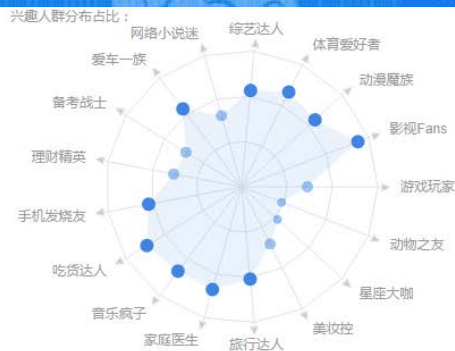 兴趣人群分布占比：
综艺达人
体育爱好者
动漫魔族
影视Fans
游戏玩家
动物之友
星座大咖
美妆控
旅行达人
家庭医生
音乐疯子
吃货达人
手机发烧友
理财精英
备考战士
爱车一族
网络小说迷